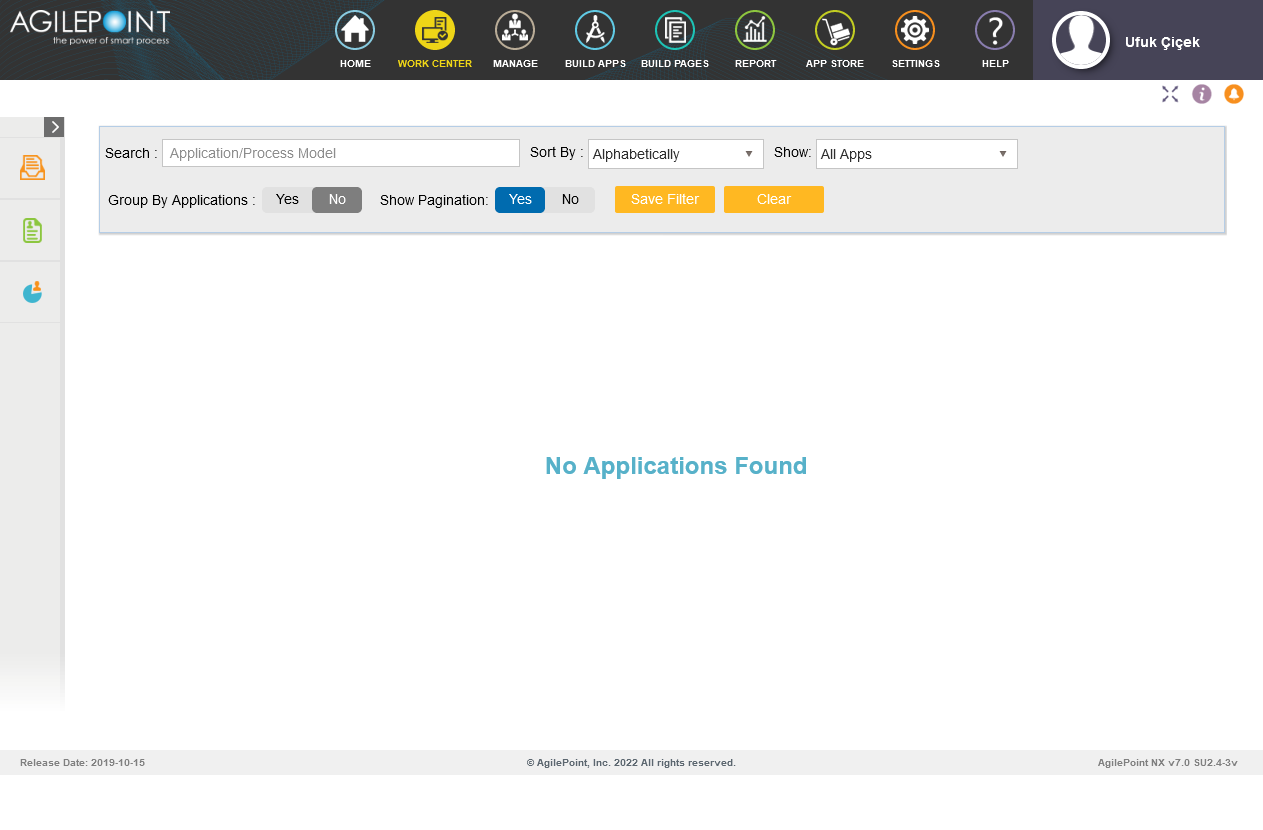 AGILEPOINT
the power of smart process
HOME
WORK CENTER
MANAGE
BUILD APPS
BUILD PAGES
REPORT
APP STORE
SETTINGS
HELP
Ufuk Çiçek
Search :
Application/Process Model
Sort By :
Alphabetically
Show:
All Apps
Group By Applications :
Yes
No
Show Pagination:
Yes
No
Save Filter
Clear
No Applications Found
Release Date: 2019-10-15
© AgilePoint, Inc. 2022 All rights reserved.
AgilePoint NX v7.0 SU2.4-3v